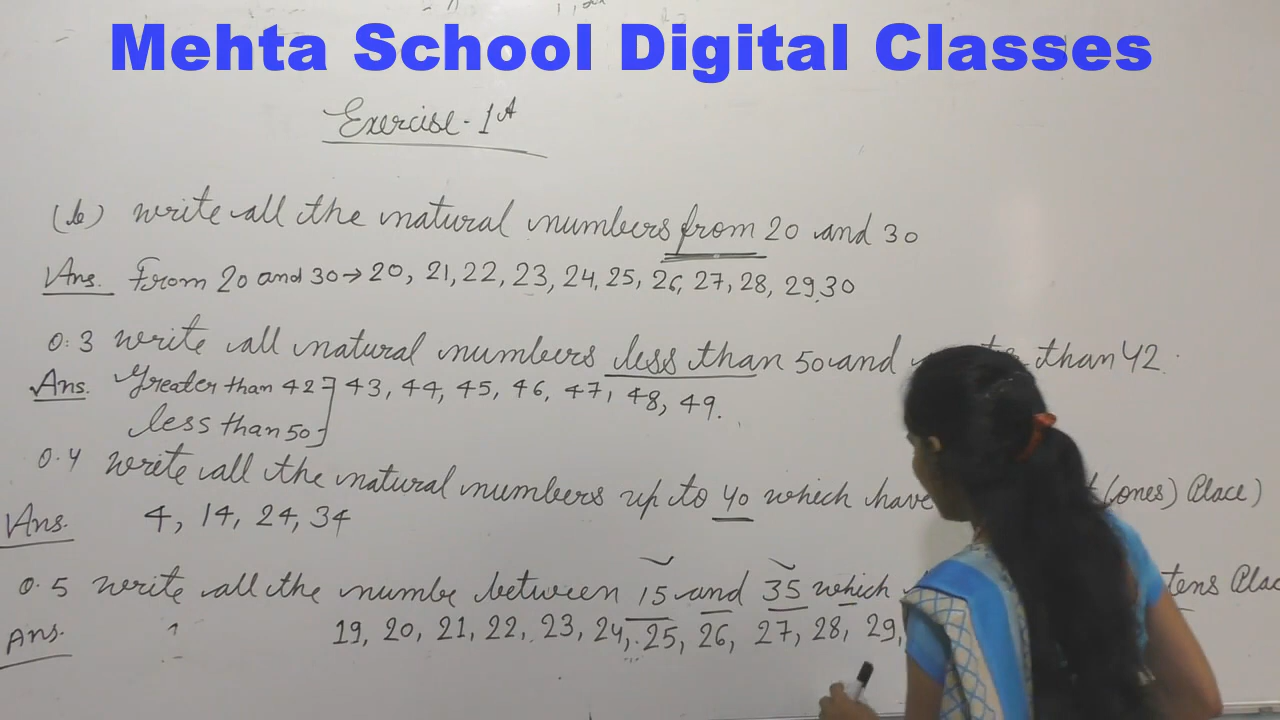 Mehta School Digital Classes
Exercise - 1A
(b) write all the natural numbers from 20 and 30
Ans. From 20 and 30 → 20, 21, 22, 23, 24, 25, 26, 27, 28, 29, 30
Q.3 write all natural numbers less than 50 and than 42.
Ans. Greater than 42 ] 43, 44, 45, 46, 47, 48, 49.
less than 50 ]
Q.4 write all the natural numbers up to 40 which have (ones) Place)
Ans. 4, 14, 24, 34
Q.5 write all the numbe between 15 and 35 which tens Plac
Ans. 19, 20, 21, 22, 23, 24, 25, 26, 27, 28, 29,